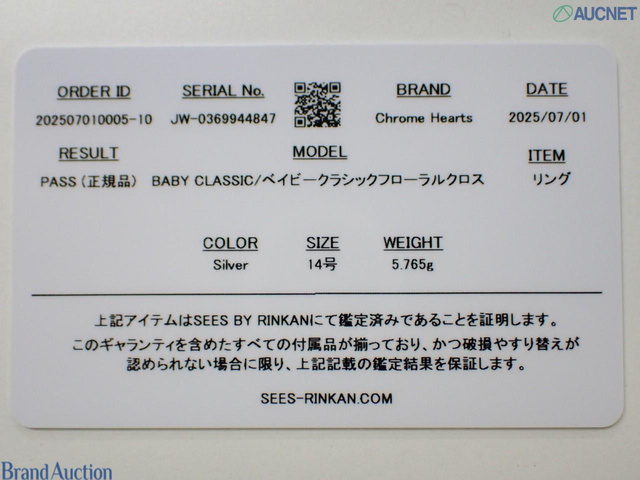 AUCNET
ORDER ID SERIAL No. BRAND DATE
202507010005-10 JW-0369944847 Chrome Hearts 2025/07/01
RESULT MODEL ITEM
PASS（正規品） BABY CLASSIC/ベイビークラシックフローラルクロス リング
COLOR SIZE WEIGHT
Silver 14号 5.765g
上記アイテムはSEES BY RINKANにて鑑定済みであることを証明します。
このギャランティを含めたすべての付属品が揃っており、かつ破損やすり替えが
認められない場合に限り、上記記載の鑑定結果を保証します。
SEES-RINKAN.COM
Brand Auction